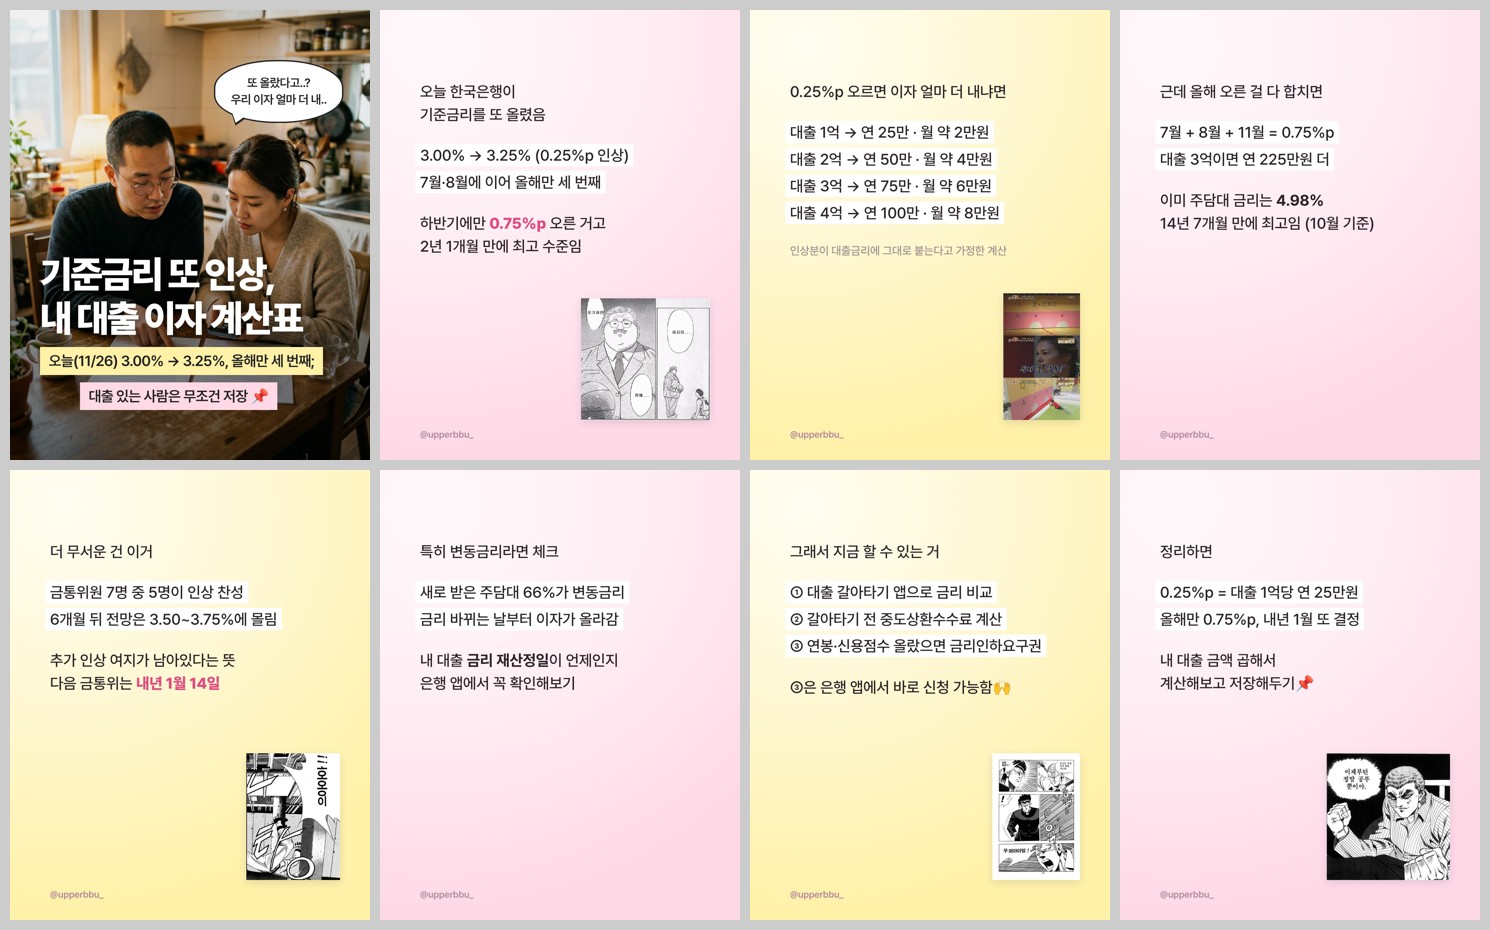 또 올랐다고..?
우리 이자 얼마 더 내..
기준금리 또 인상,
내 대출 이자 계산표
오늘(11/26) 3.00% → 3.25%, 올해만 세 번째;
대출 있는 사람은 무조건 저장 📌
오늘 한국은행이
기준금리를 또 올렸음
3.00% → 3.25% (0.25%p 인상)
7월·8월에 이어 올해만 세 번째
하반기에만 0.75%p 오른 거고
2년 1개월 만에 최고 수준임
@upperbbu_
0.25%p 오르면 이자 얼마 더 내냐면
대출 1억 → 연 25만 · 월 약 2만원
대출 2억 → 연 50만 · 월 약 4만원
대출 3억 → 연 75만 · 월 약 6만원
대출 4억 → 연 100만 · 월 약 8만원
인상분이 대출금리에 그대로 붙는다고 가정한 계산
@upperbbu_
근데 올해 오른 걸 다 합치면
7월 + 8월 + 11월 = 0.75%p
대출 3억이면 연 225만원 더
이미 주담대 금리는 4.98%
14년 7개월 만에 최고임 (10월 기준)
@upperbbu_
더 무서운 건 이거
금통위원 7명 중 5명이 인상 찬성
6개월 뒤 전망은 3.50~3.75%에 몰림
추가 인상 여지가 남아있다는 뜻
다음 금통위는 내년 1월 14일
@upperbbu_
특히 변동금리라면 체크
새로 받은 주담대 66%가 변동금리
금리 바뀌는 날부터 이자가 올라감
내 대출 금리 재산정일이 언제인지
은행 앱에서 꼭 확인해보기
@upperbbu_
그래서 지금 할 수 있는 거
① 대출 갈아타기 앱으로 금리 비교
② 갈아타기 전 중도상환수수료 계산
③ 연봉·신용점수 올랐으면 금리인하요구권
③은 은행 앱에서 바로 신청 가능함🙌
@upperbbu_
정리하면
0.25%p = 대출 1억당 연 25만원
올해만 0.75%p, 내년 1월 또 결정
내 대출 금액 곱해서
계산해보고 저장해두기📌
이제부턴
정말 공부
뿐이야.
@upperbbu_